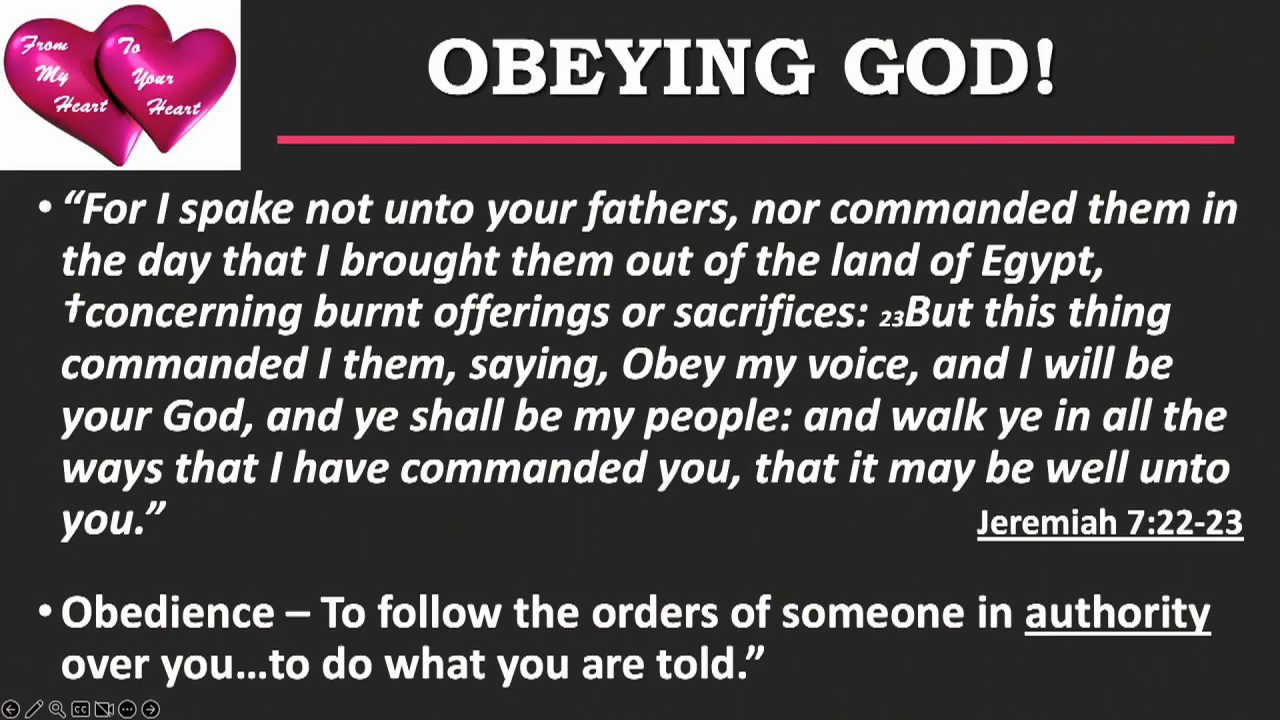 From
My
Heart
To
Your
Heart
OBEYING GOD!
• “For I spake not unto your fathers, nor commanded them in
the day that I brought them out of the land of Egypt,
†concerning burnt offerings or sacrifices: 23But this thing
commanded I them, saying, Obey my voice, and I will be
your God, and ye shall be my people: and walk ye in all the
ways that I have commanded you, that it may be well unto
you.” Jeremiah 7:22-23
• Obedience – To follow the orders of someone in authority
over you…to do what you are told.”
CC